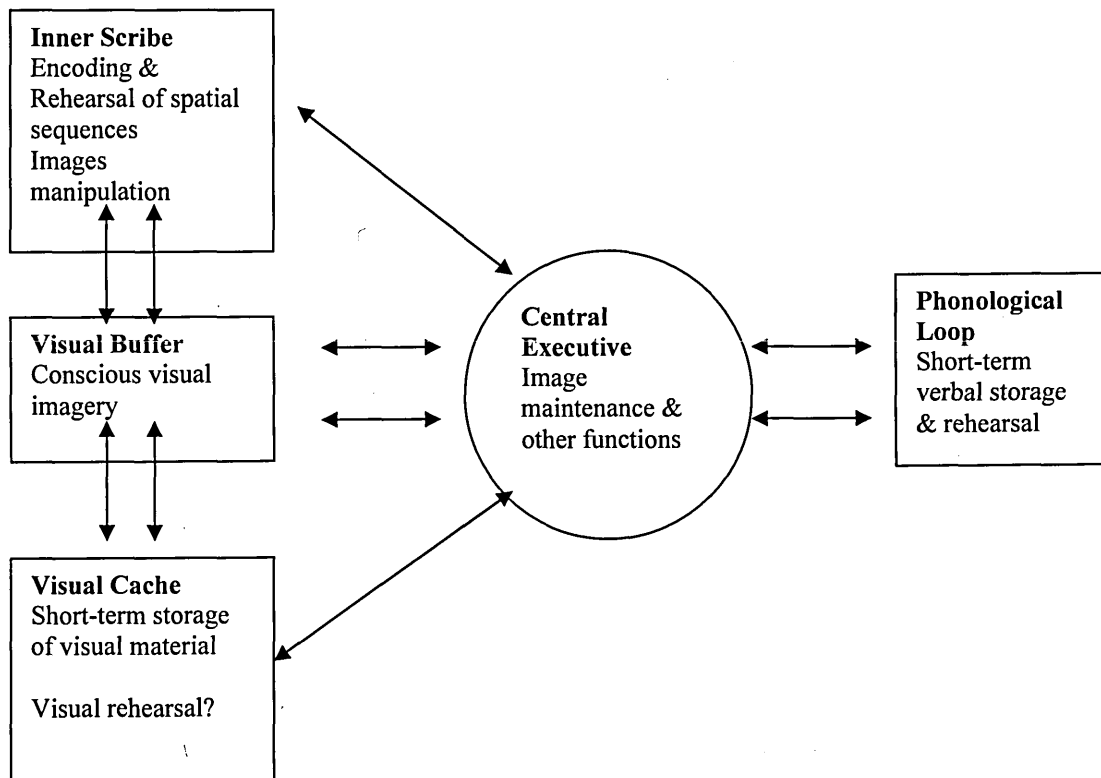 Inner Scribe
Encoding &
Rehearsal of spatial
sequences
Images
manipulation
Visual Buffer
Conscious visual
imagery
Visual Cache
Short-term storage
of visual material
Visual rehearsal?
Central
Executive
Image
maintenance &
other functions
Phonological
Loop
Short-term
verbal storage
& rehearsal